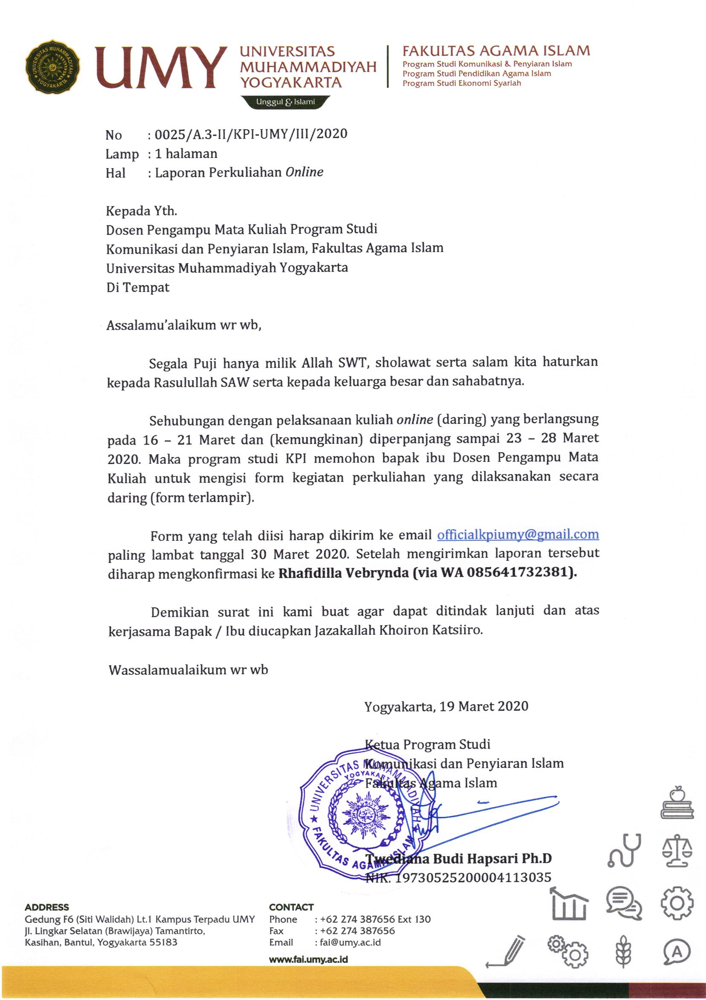 UNIVERSITAS MUHAMMADIYAH
YOGYAKARTA
UMY
UNIVERSITAS
MUHAMMADIYAH
YOGYAKARTA
Unggul & Islami
FAKULTAS AGAMA ISLAM
Program Studi Komunikasi & Penyiaran Islam
Program Studi Pendidikan Agama Islam
Program Studi Ekonomi Syariah
No : 0025/A.3-II/KPI-UMY/III/2020
Lamp : 1 halaman
Hal : Laporan Perkuliahan Online
Kepada Yth.
Dosen Pengampu Mata Kuliah Program Studi
Komunikasi dan Penyiaran Islam, Fakultas Agama Islam
Universitas Muhammadiyah Yogyakarta
Di Tempat
Assalamu’alaikum wr wb,
Segala Puji hanya milik Allah SWT, sholawat serta salam kita haturkan
kepada Rasulullah SAW serta kepada keluarga besar dan sahabatnya.
Sehubungan dengan pelaksanaan kuliah online (daring) yang berlangsung
pada 16 – 21 Maret dan (kemungkinan) diperpanjang sampai 23 – 28 Maret
2020. Maka program studi KPI memohon bapak ibu Dosen Pengampu Mata
Kuliah untuk mengisi form kegiatan perkuliahan yang dilaksanakan secara
daring (form terlampir).
Form yang telah diisi harap dikirim ke email officialkpiumy@gmail.com
paling lambat tanggal 30 Maret 2020. Setelah mengirimkan laporan tersebut
diharap mengkonfirmasi ke Rhafidilla Vebrynda (via WA 085641732381).
Demikian surat ini kami buat agar dapat ditindak lanjuti dan atas
kerjasama Bapak / Ibu diucapkan Jazakallah Khoiron Katsiiro.
Wassalamualaikum wr wb
Yogyakarta, 19 Maret 2020
Ketua Program Studi
Komunikasi dan Penyiaran Islam
Fakultas Agama Islam
UNIVERSITAS MUHAMMADIYAH
YOGYAKARTA
FAKULTAS AGAMA ISLAM
Twediana Budi Hapsari Ph.D
NIK. 19730525200004113035
ADDRESS
Gedung F6 (Siti Walidah) Lt.1 Kampus Terpadu UMY
Jl. Lingkar Selatan (Brawijaya) Tamantirto,
Kasihan, Bantul, Yogyakarta 55183
CONTACT
Phone : +62 274 387656 Ext 130
Fax : +62 274 387656
Email : fai@umy.ac.id
www.fai.umy.ac.id
A